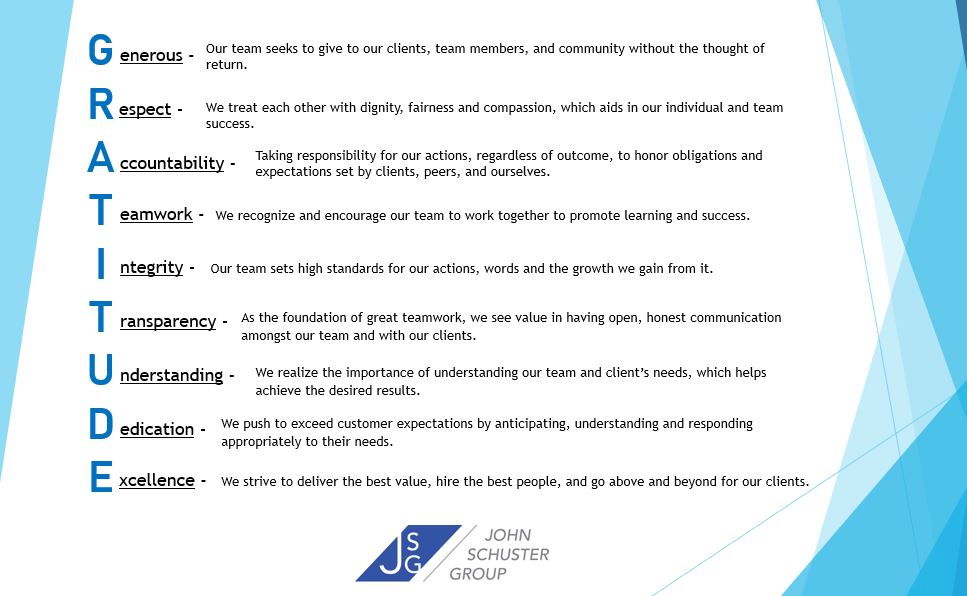 Generous - Our team seeks to give to our clients, team members, and community without the thought of
return.
Respect - We treat each other with dignity, fairness and compassion, which aids in our individual and team
success.
Accountability - Taking responsibility for our actions, regardless of outcome, to honor obligations and
expectations set by clients, peers, and ourselves.
Teamwork - We recognize and encourage our team to work together to promote learning and success.
Integrity - Our team sets high standards for our actions, words and the growth we gain from it.
Transparency - As the foundation of great teamwork, we see value in having open, honest communication
amongst our team and with our clients.
Understanding - We realize the importance of understanding our team and client's needs, which helps
achieve the desired results.
Dedication - We push to exceed customer expectations by anticipating, understanding and responding
appropriately to their needs.
Excellence - We strive to deliver the best value, hire the best people, and go above and beyond for our clients.
JSG
JOHN
SCHUSTER
GROUP